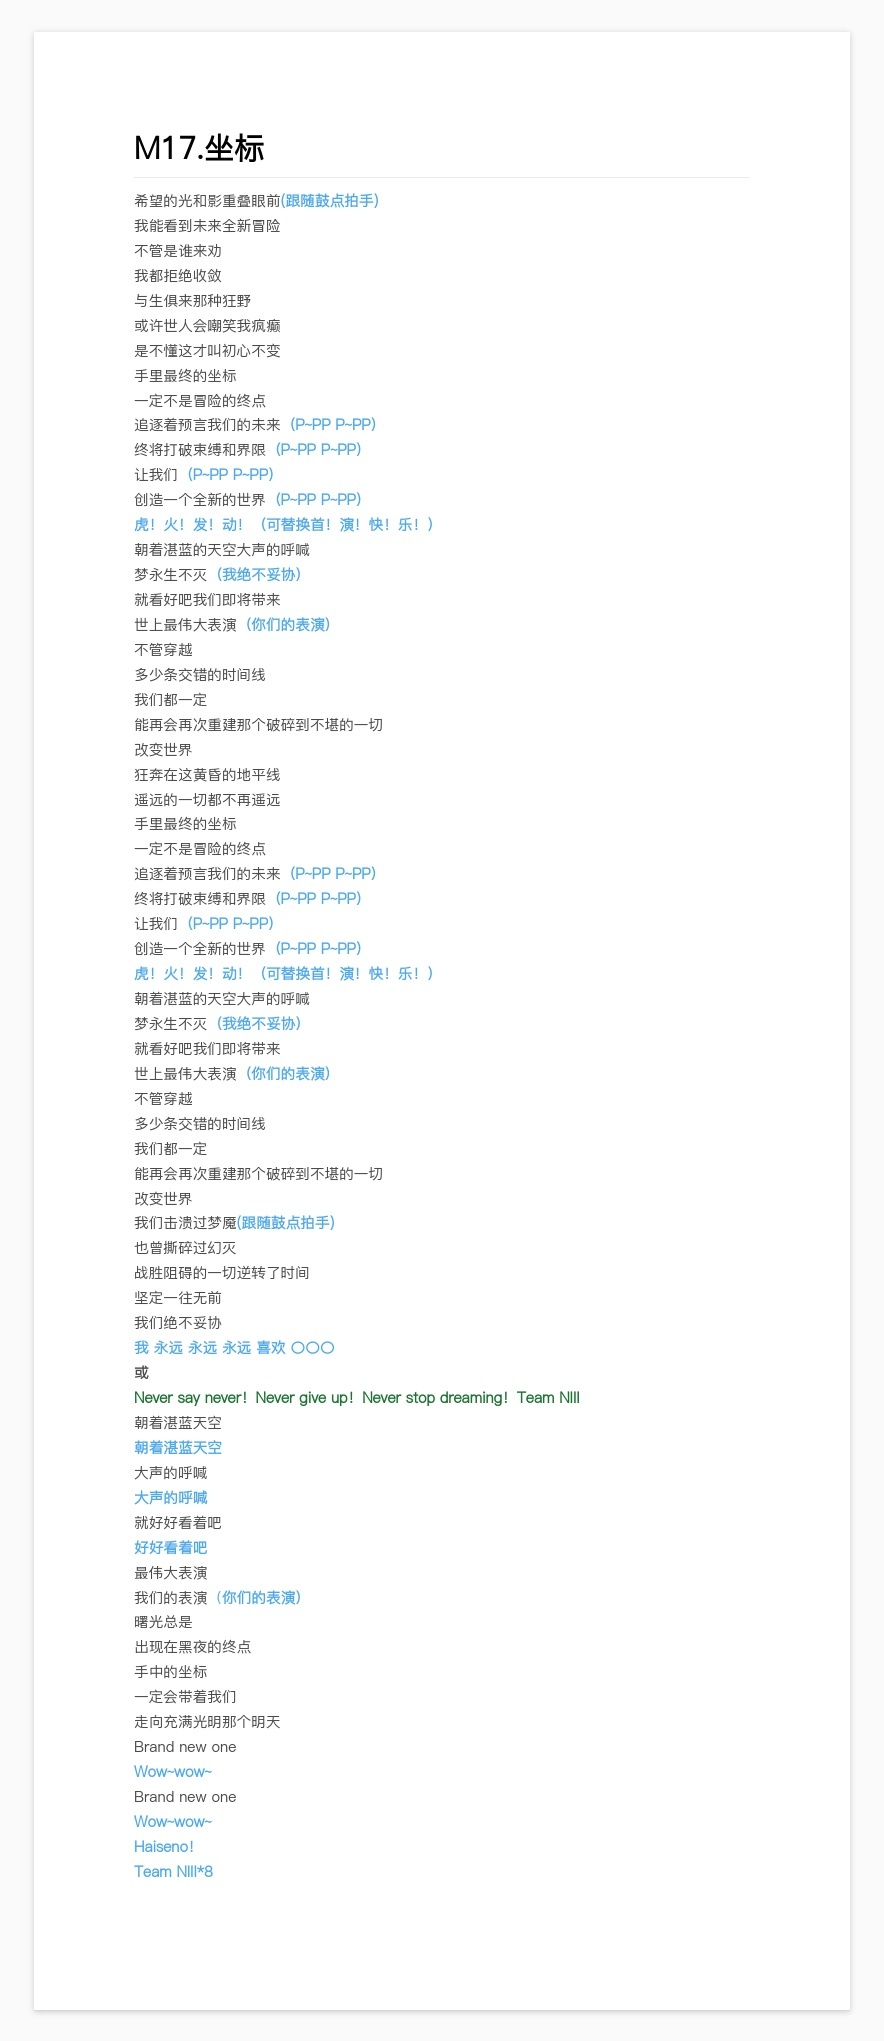 M17.坐标
希望的光和影重叠眼前(跟随鼓点拍手)
我能看到未来全新冒险
不管是谁来劝
我都拒绝收敛
与生俱来那种狂野
或许世人会嘲笑我疯癫
是不懂这才叫初心不变
手里最终的坐标
一定不是冒险的终点
追逐着预言我们的未来（P~PP P~PP）
终将打破束缚和界限（P~PP P~PP）
让我们（P~PP P~PP）
创造一个全新的世界（P~PP P~PP）
虎！火！发！动！（可替换首！演！快！乐！）
朝着湛蓝的天空大声的呼喊
梦永生不灭（我绝不妥协）
就看好吧我们即将带来
世上最伟大表演（你们的表演）
不管穿越
多少条交错的时间线
我们都一定
能再会再次重建那个破碎到不堪的一切
改变世界
狂奔在这黄昏的地平线
遥远的一切都不再遥远
手里最终的坐标
一定不是冒险的终点
追逐着预言我们的未来（P~PP P~PP）
终将打破束缚和界限（P~PP P~PP）
让我们（P~PP P~PP）
创造一个全新的世界（P~PP P~PP）
虎！火！发！动！（可替换首！演！快！乐！）
朝着湛蓝的天空大声的呼喊
梦永生不灭（我绝不妥协）
就看好吧我们即将带来
世上最伟大表演（你们的表演）
不管穿越
多少条交错的时间线
我们都一定
能再会再次重建那个破碎到不堪的一切
改变世界
我们击溃过梦魇(跟随鼓点拍手)
也曾撕碎过幻灭
战胜阻碍的一切逆转了时间
坚定一往无前
我们绝不妥协
我 永远 永远 永远 喜欢 〇〇〇
或
Never say never！Never give up！Never stop dreaming！Team NIII
朝着湛蓝天空
朝着湛蓝天空
大声的呼喊
大声的呼喊
就好好看着吧
好好看着吧
最伟大表演
我们的表演（你们的表演）
曙光总是
出现在黑夜的终点
手中的坐标
一定会带着我们
走向充满光明那个明天
Brand new one
Wow~wow~
Brand new one
Wow~wow~
Haiseno！
Team NIII*8